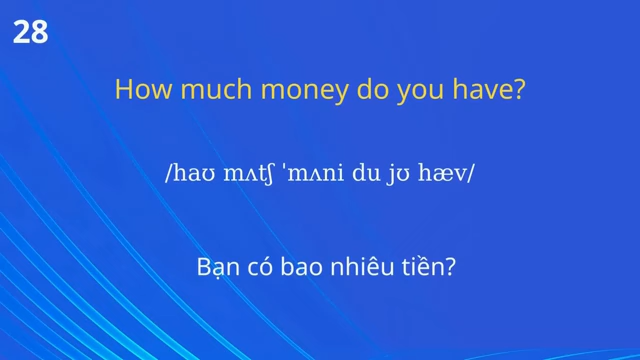 28
How much money do you have?
/haʊ mʌtʃ ˈmʌni du jʊ hæv/
Bạn có bao nhiêu tiền?